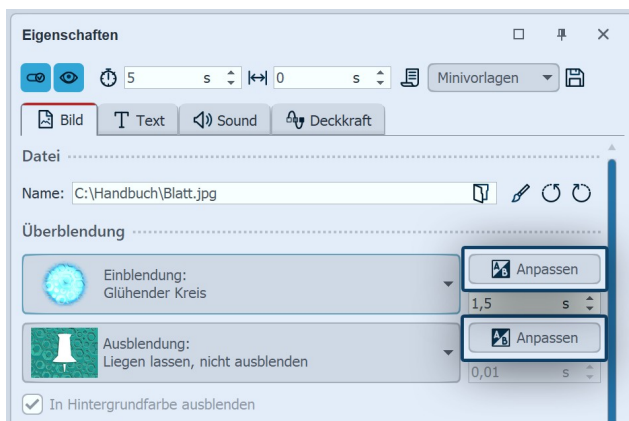 Eigenschaften
5 s 0 s Minivorlagen
Bild Text Sound Deckkraft
Datei
Name: C:\Handbuch\Blatt.jpg
Überblendung
Einblendung:
Glühender Kreis
A B Anpassen
1,5 s
Ausblendung:
Liegen lassen, nicht ausblenden
A B Anpassen
0,01 s
In Hintergrundfarbe ausblenden